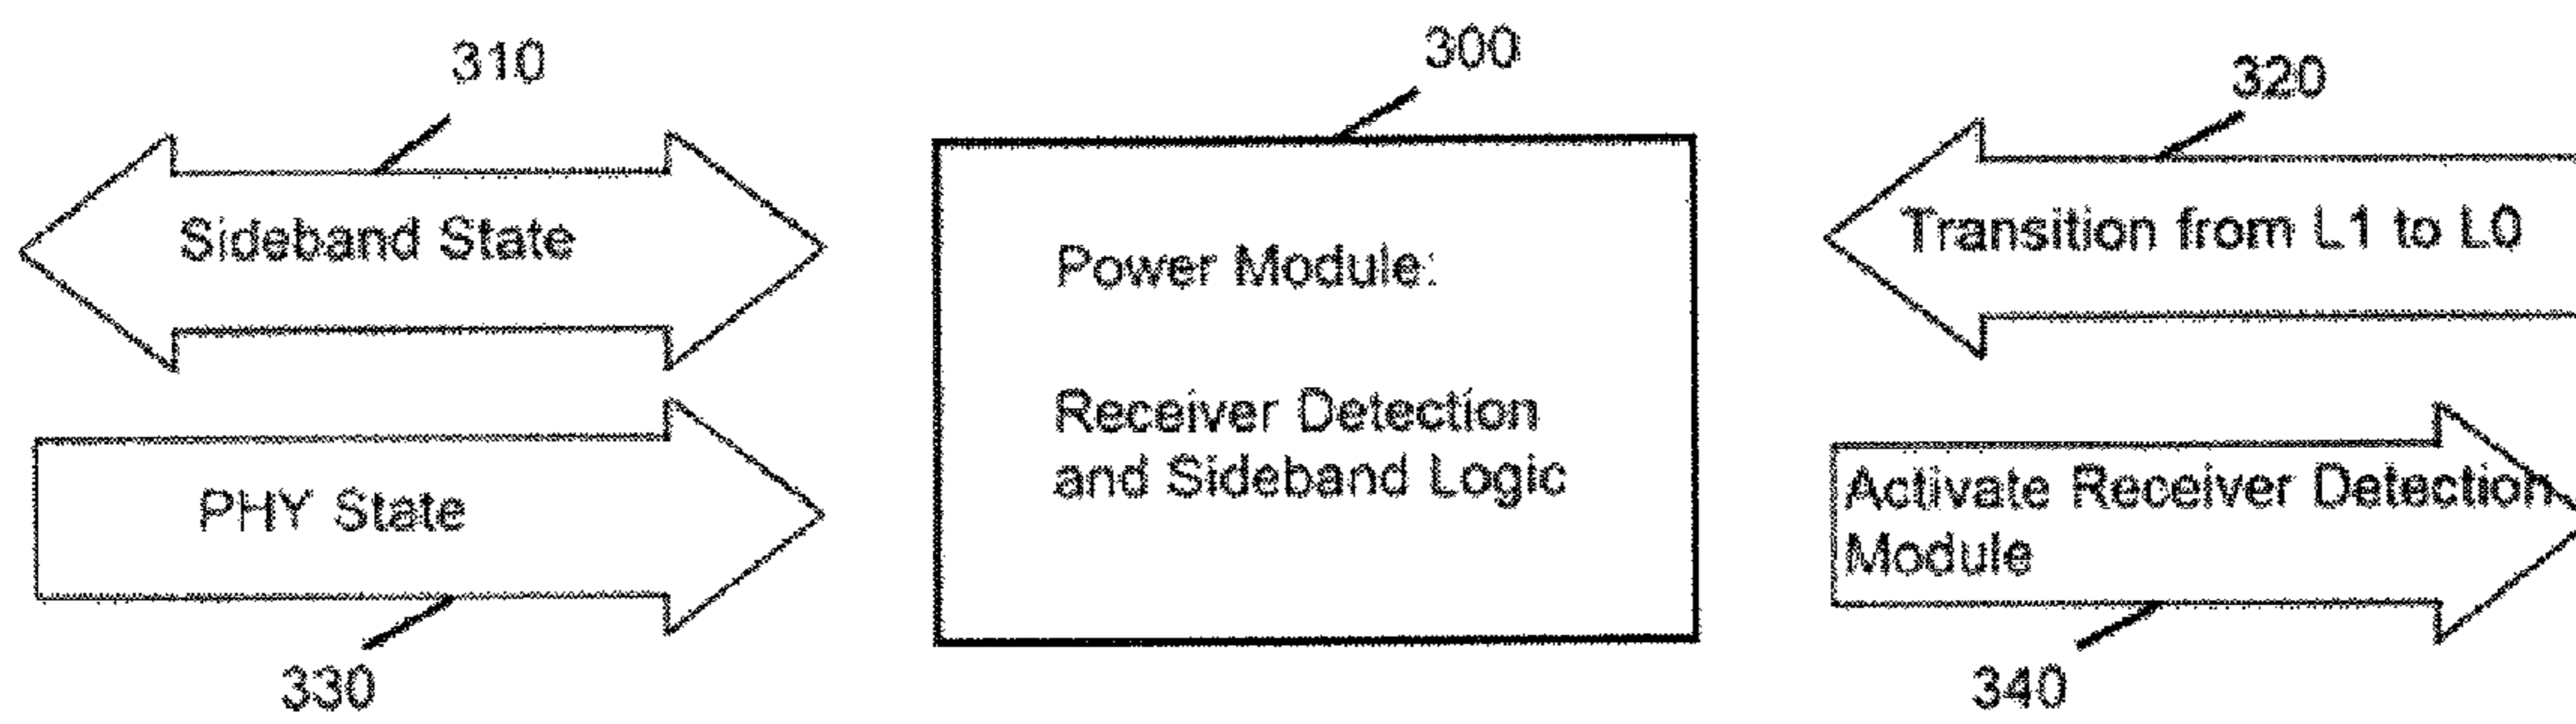 310
300
320
Sideband State
Transition from L1 to L0
Power Module:
Receiver Detection
and Sideband Logic
PHY State
Activate Receiver Detection
Module
330
340